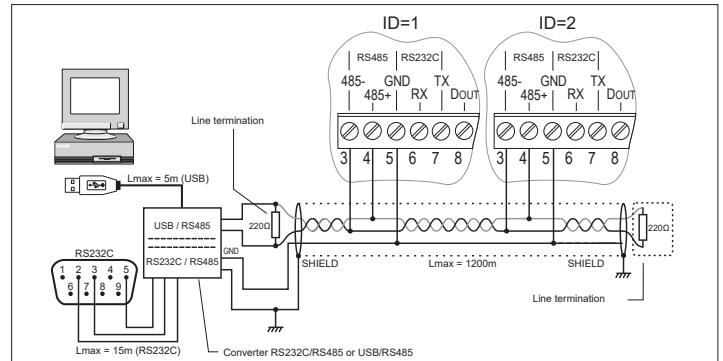 ID=1
ID=2
RS485 RS232C
RS485 RS232C
485- GND TX
485+ RX DOUT
485- GND TX
485+ RX DOUT
3 4 5 6 7 8
3 4 5 6 7 8
Line termination
Lmax = 5m (USB)
USB / RS485
RS232C / RS485
220Ω
GND
220Ω
RS232C
1 2 3 4 5
6 7 8 9
SHIELD
Lmax = 1200m
SHIELD
Line termination
Lmax = 15m (RS232C)
Converter RS232C/RS485 or USB/RS485